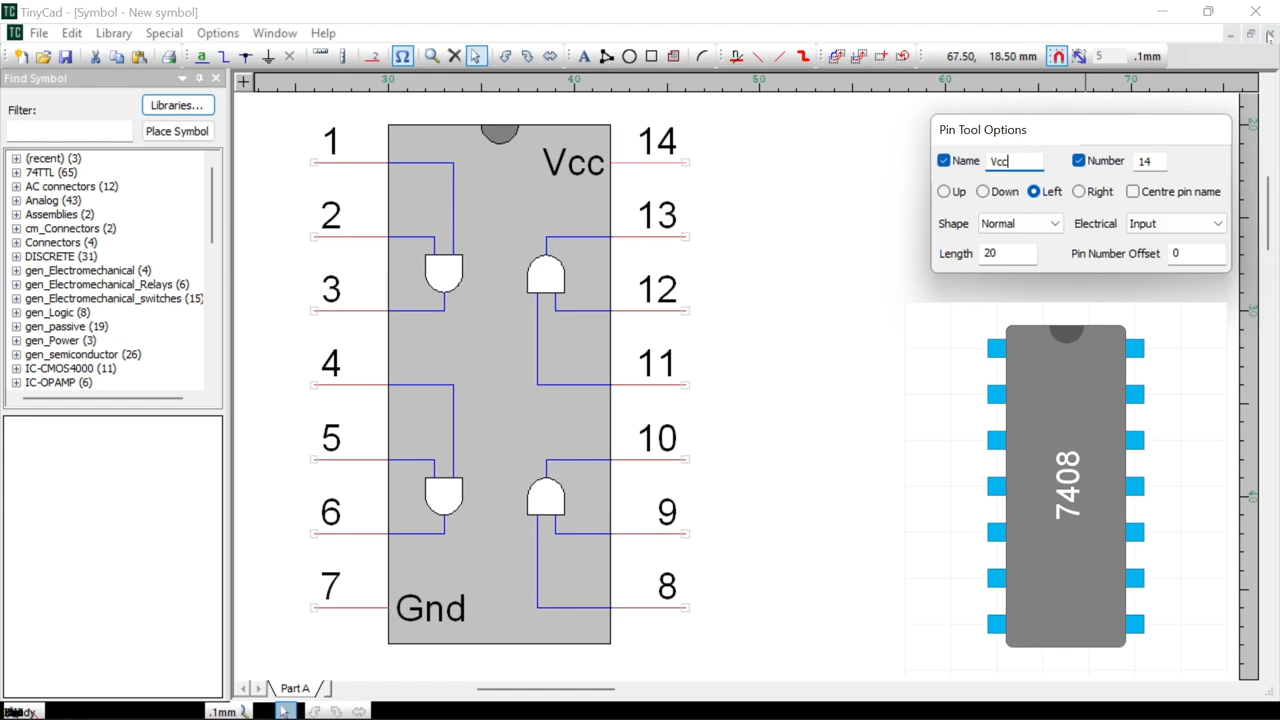 TinyCad - [Symbol - New symbol]
File Edit Library Special Options Window Help
67.50, 18.50 mm 5 .1mm
Find Symbol
Filter:
Libraries...
Place Symbol
(recent) (3)
74TTL (65)
AC connectors (12)
Analog (43)
Assemblies (2)
cm_Connectors (2)
Connectors (4)
DISCRETE (31)
gen_Electromechanical (4)
gen_Electromechanical_Relays (6)
gen_Electromechanical_switches (15)
gen_Logic (8)
gen_passive (19)
gen_Power (3)
gen_semiconductor (26)
IC-CMOS4000 (11)
IC-OPAMP (6)
30 40 50 60 70
20
30
40
1 14
Vcc
2 13
3 12
4 11
5 10
6 9
7 8
Gnd
Pin Tool Options
Name Vcc Number 14
Up Down Left Right Centre pin name
Shape Normal Electrical Input
Length 20 Pin Number Offset 0
7408
Part A
.1mm